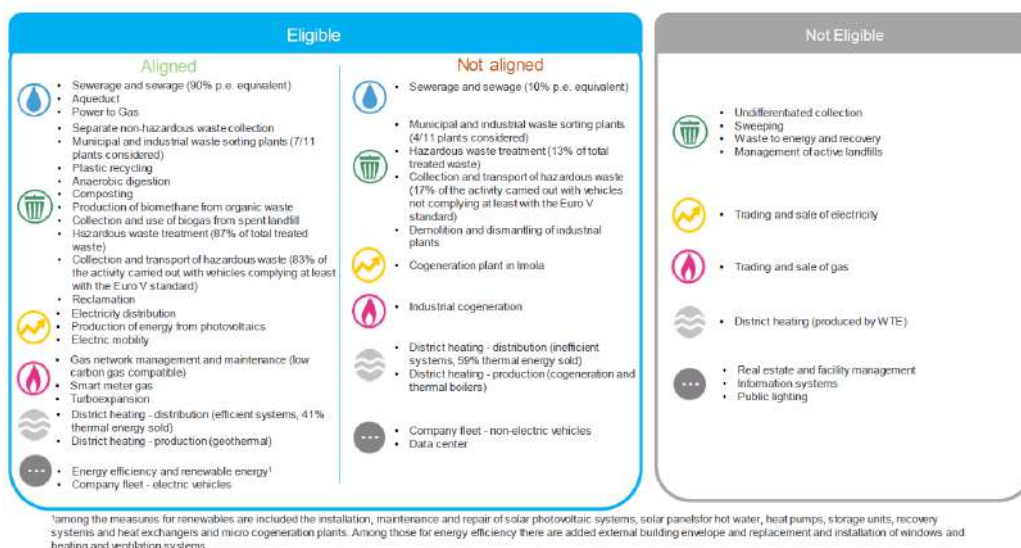 Eligible
Aligned
• Sewerage and sewage (90% p.e. equivalent)
• Aqueduct
• Power to Gas
• Separate non-hazardous waste collection
• Municipal and industrial waste sorting plants (7/11
plants considered)
• Plastic recycling
• Anaerobic digestion
• Composting
• Production of biomethane from organic waste
• Collection and use of biogas from spent landfill
• Hazardous waste treatment (87% of total treated
waste)
• Collection and transport of hazardous waste (83% of
the activity carried out with vehicles complying at least
with the Euro V standard)
• Reclamation
• Electricity distribution
• Production of energy from photovoltaics
• Electric mobility
• Gas network management and maintenance (low
carbon gas compatible)
• Smart meter gas
• Turboexpansion
• District heating - distribution (efficient systems, 41%
thermal energy sold)
• District heating - production (geothermal)
• Energy efficiency and renewable energy¹
• Company fleet - electric vehicles
Not aligned
• Sewerage and sewage (10% p.e. equivalent)
• Municipal and industrial waste sorting plants
(4/11 plants considered)
• Hazardous waste treatment (13% of total
treated waste)
• Collection and transport of hazardous waste
(17% of the activity carried out with vehicles
not complying at least with the Euro V
standard)
• Demolition and dismantling of industrial
plants
• Cogeneration plant in Imola
• Industrial cogeneration
• District heating - distribution (inefficient
systems, 59% thermal energy sold)
• District heating - production (cogeneration and
thermal boilers)
• Company fleet - non-electric vehicles
• Data center
Not Eligible
• Undifferentiated collection
• Sweeping
• Waste to energy and recovery
• Management of active landfills
• Trading and sale of electricity
• Trading and sale of gas
• District heating (produced by WTE)
• Real estate and facility management
• Information systems
• Public lighting
¹among the measures for renewables are included the installation, maintenance and repair of solar photovoltaic systems, solar panelsfor hot water, heat pumps, storage units, recovery
systems and heat exchangers and micro cogeneration plants. Among those for energy efficiency there are added external building envelope and replacement and installation of windows and
heating and ventilation systems